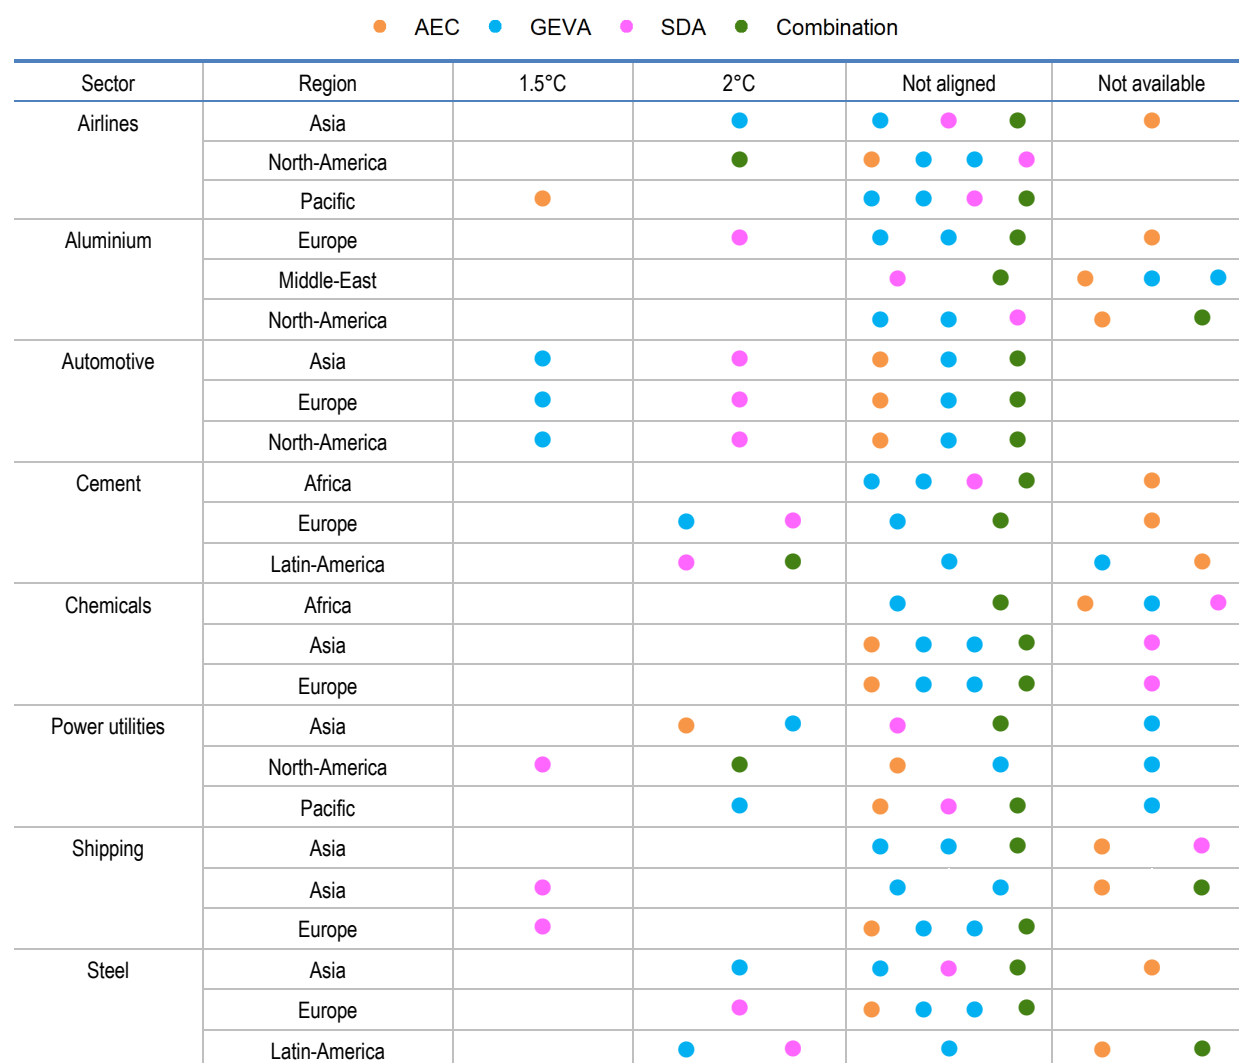 AEC GEVA SDA Combination
Sector Region 1.5°C 2°C Not aligned Not available
Airlines Asia
North-America
Pacific
Aluminium Europe
Middle-East
North-America
Automotive Asia
Europe
North-America
Cement Africa
Europe
Latin-America
Chemicals Africa
Asia
Europe
Power utilities Asia
North-America
Pacific
Shipping Asia
Asia
Europe
Steel Asia
Europe
Latin-America